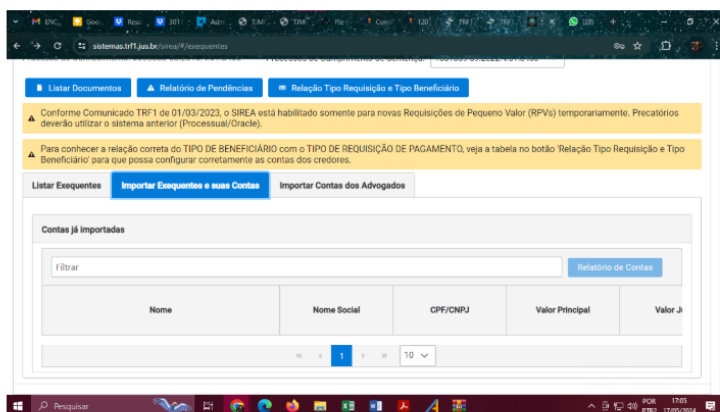 sistemas.trf1.jus.br/sirea/#/exequentes
Listar Documentos
Relatório de Pendências
Relação Tipo Requisição e Tipo Beneficiário
Conforme Comunicado TRF1 de 01/03/2023, o SIREA está habilitado somente para novas Requisições de Pequeno Valor (RPVs) temporariamente. Precatórios
deverão utilizar o sistema anterior (Processual/Oracle).
Para conhecer a relação correta do TIPO DE BENEFICIÁRIO com o TIPO DE REQUISIÇÃO DE PAGAMENTO, veja a tabela no botão 'Relação Tipo Requisição e Tipo
Beneficiário' para que possa configurar corretamente as contas dos credores.
Listar Exequentes
Importar Exequentes e suas Contas
Importar Contas dos Advogados
Contas já importadas
Filtrar
Relatório de Contas
Nome
Nome Social
CPF/CNPJ
Valor Principal
Valor
1
10
Pesquisar
POR
17:05
PTB2
17/05/2024